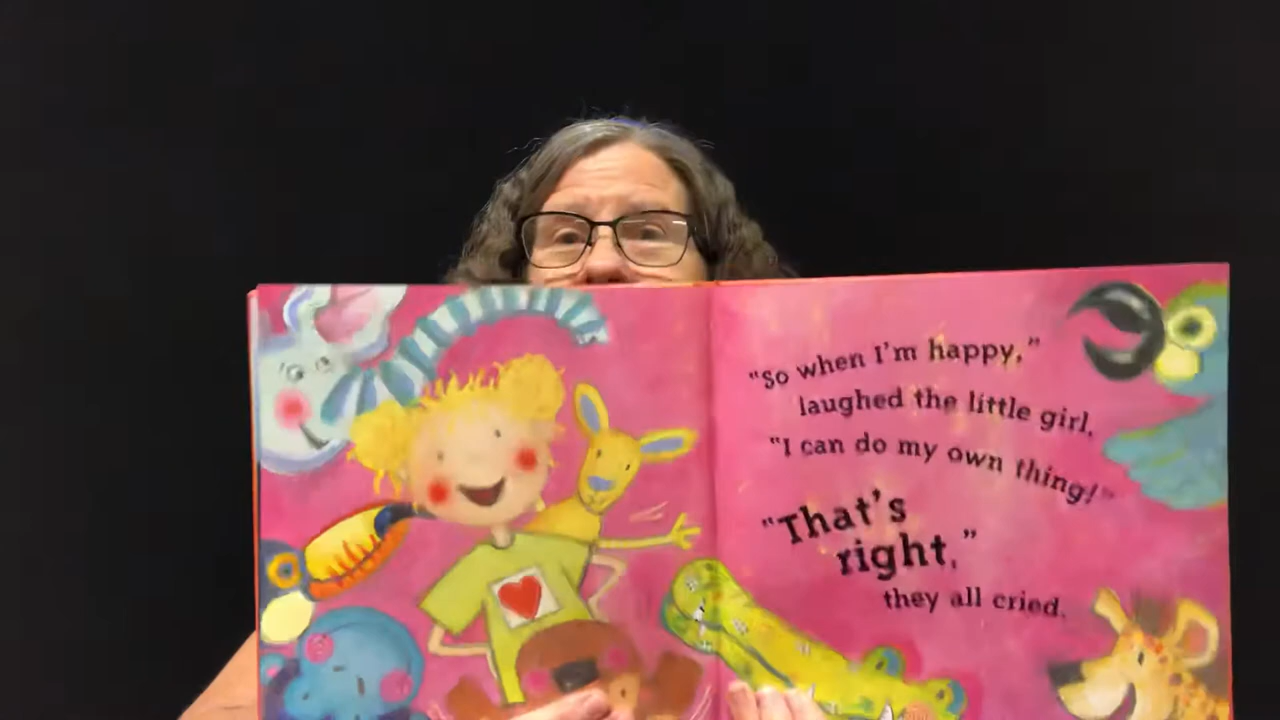 "So when I'm happy,"
laughed the little girl,
"I can do my own thing!"
"That's
right,"
they all cried.